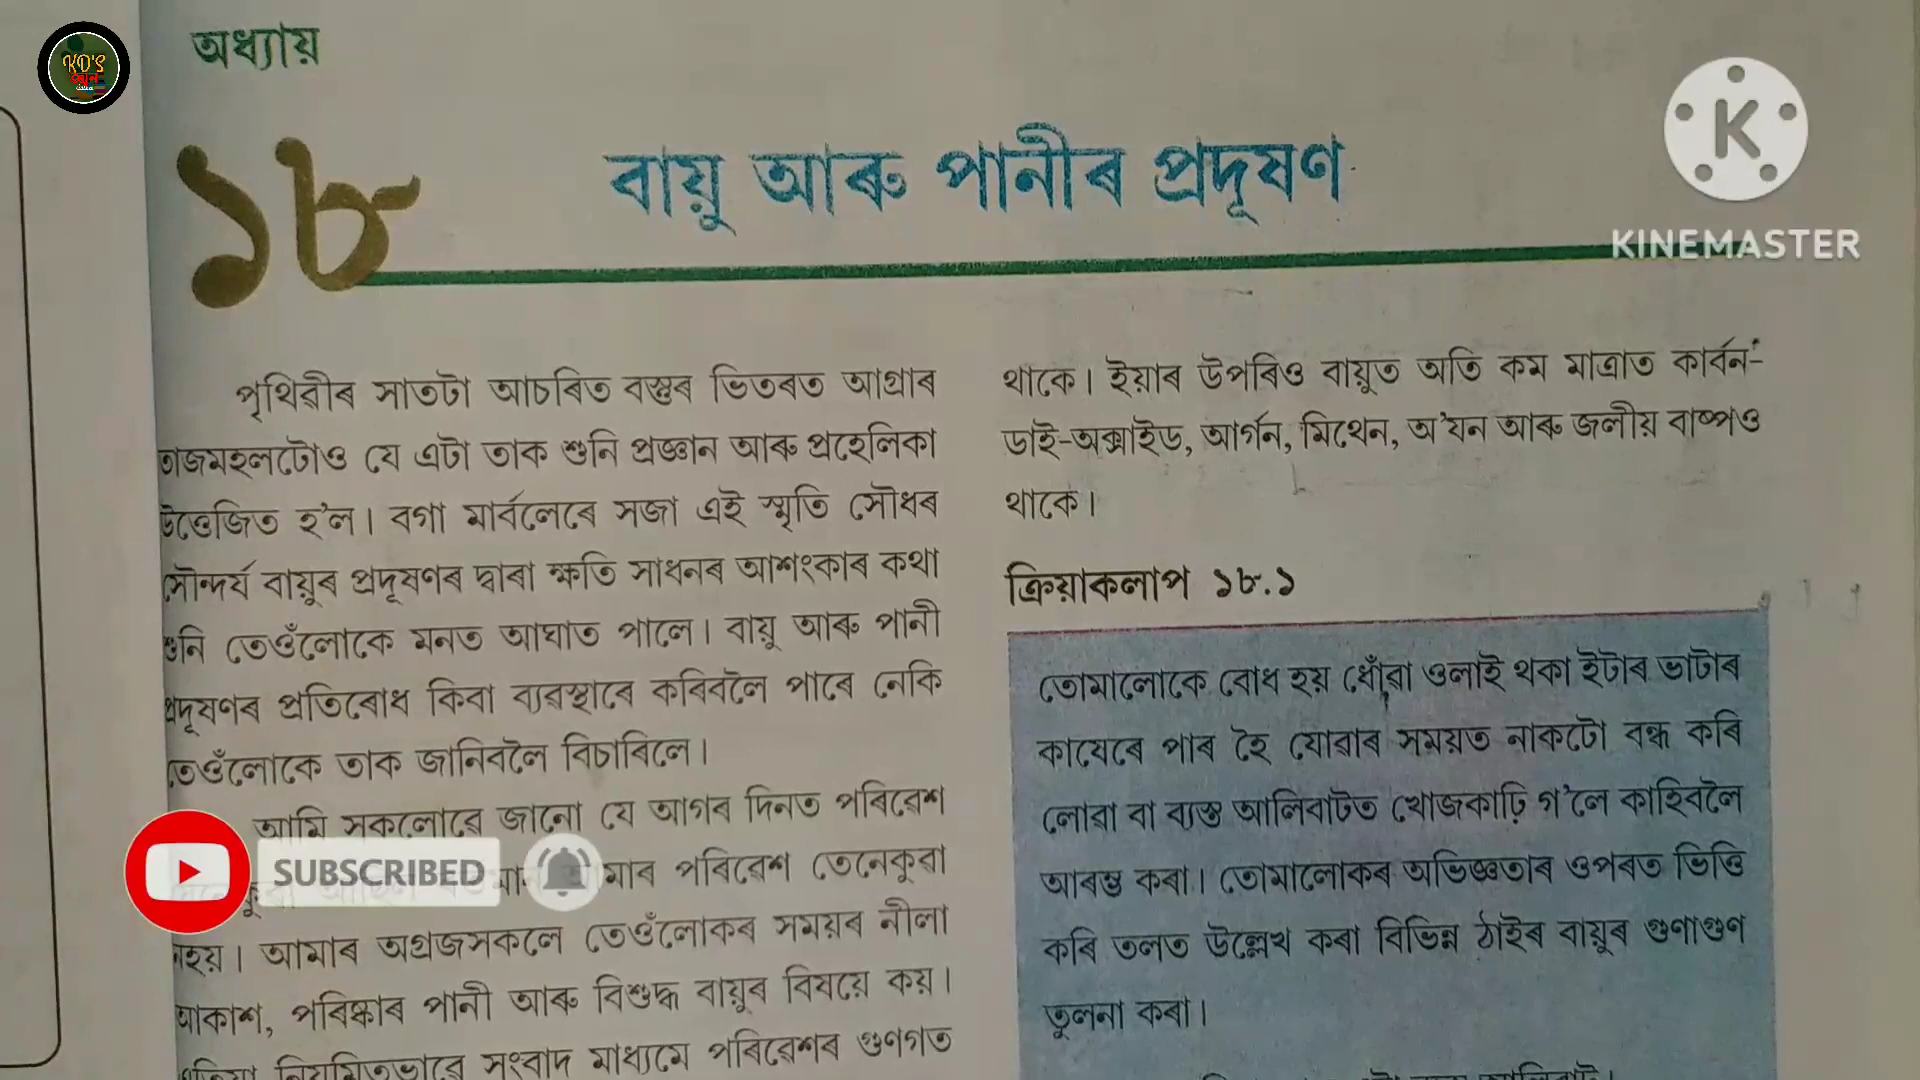 KD'S
অধ্যায়
১৮
বায়ু আৰু পানীৰ প্ৰদূষণ
KINEMASTER
পৃথিৱীৰ সাতটা আচৰিত বস্তুৰ ভিতৰত আগ্ৰাৰ
তাজমহলটোও যে এটা তাক শুনি প্ৰজ্ঞান আৰু প্ৰহেলিকা
উত্তেজিত হ'ল। বগা মাৰ্বলেৰে সজা এই স্মৃতি সৌধৰ
সৌন্দৰ্য বায়ুৰ প্ৰদূষণৰ দ্বাৰা ক্ষতি সাধনৰ আশংকাৰ কথা
শুনি তেওঁলোকে মনত আঘাত পালে। বায়ু আৰু পানী
প্ৰদূষণৰ প্ৰতিৰোধ কিবা ব্যৱস্থাৰে কৰিবলৈ পাৰে নেকি
তেওঁলোকে তাক জানিবলৈ বিচাৰিলে।
আমি সকলোৱে জানো যে আগৰ দিনত পৰিৱেশ
পৰিৱেশ তেনেকুৱা
নহয়। আমাৰ অগ্ৰজসকলে তেওঁলোকৰ সময়ৰ নীলা
আকাশ, পৰিষ্কাৰ পানী আৰু বিশুদ্ধ বায়ুৰ বিষয়ে কয়।
নিয়মিতভাৱে সংবাদ মাধ্যমে পৰিৱেশৰ গুণগত
SUBSCRIBED
থাকে। ইয়াৰ উপৰিও বায়ুত অতি কম মাত্ৰাত কাৰ্বন-
ডাই-অক্সাইড, আৰ্গন, মিথেন, অ'যন আৰু জলীয় বাষ্পও
থাকে।
ক্ৰিয়াকলাপ ১৮.১
তোমালোকে বোধ হয় ধোঁৱা ওলাই থকা ইটাৰ ভাটাৰ
কাষেৰে পাৰ হৈ যোৱাৰ সময়ত নাকটো বন্ধ কৰি
লোৱা বা ব্যস্ত আলিবাটত খোজকাঢ়ি গ'লে কাহিবলৈ
আৰম্ভ কৰা। তোমালোকৰ অভিজ্ঞতাৰ ওপৰত ভিত্তি
কৰি তলত উল্লেখ কৰা বিভিন্ন ঠাইৰ বায়ুৰ গুণাগুণ
তুলনা কৰা।